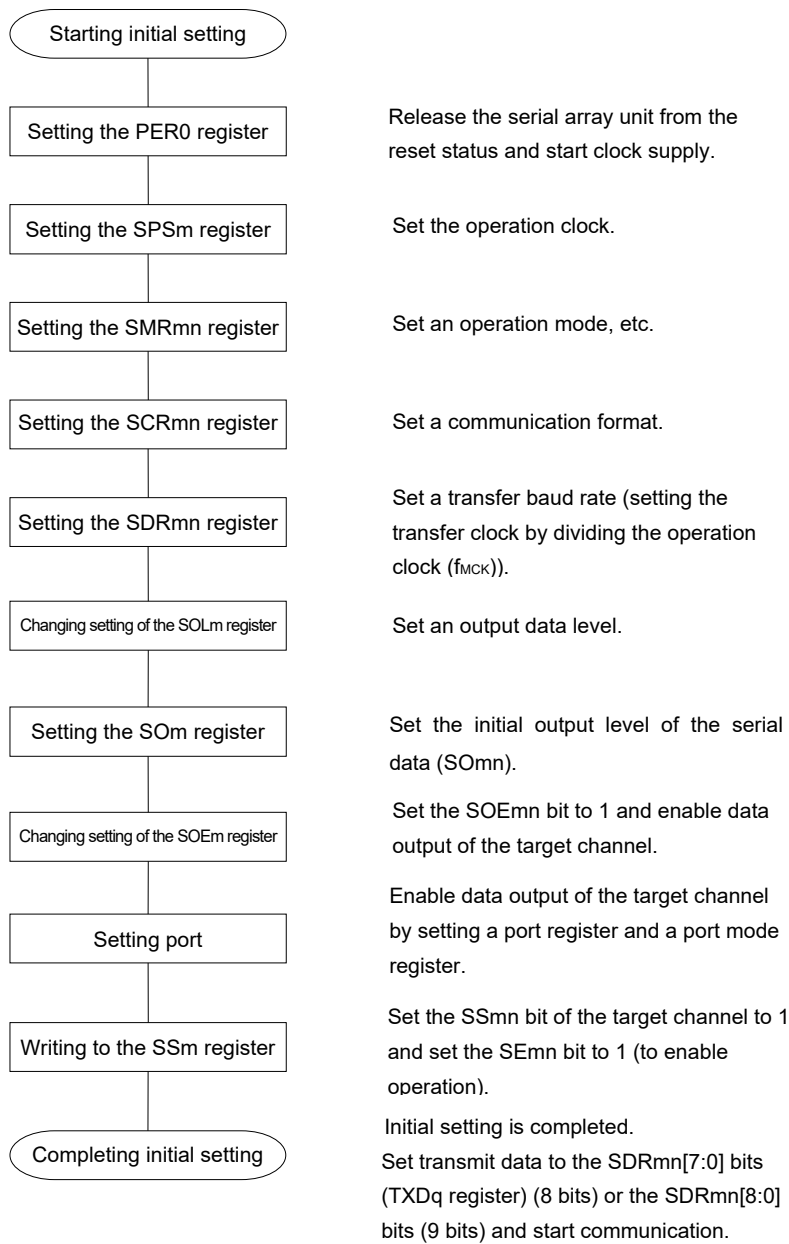 Starting initial setting
Setting the PER0 register
Release the serial array unit from the
reset status and start clock supply.
Setting the SPSm register
Set the operation clock.
Setting the SMRmn register
Set an operation mode, etc.
Setting the SCRmn register
Set a communication format.
Setting the SDRmn register
Set a transfer baud rate (setting the
transfer clock by dividing the operation
clock (fMCK)).
Changing setting of the SOLm register
Set an output data level.
Setting the SOm register
Set the initial output level of the serial
data (SOmn).
Changing setting of the SOEm register
Set the SOEmn bit to 1 and enable data
output of the target channel.
Setting port
Enable data output of the target channel
by setting a port register and a port mode
register.
Writing to the SSm register
Set the SSmn bit of the target channel to 1
and set the SEmn bit to 1 (to enable
operation).
Completing initial setting
Initial setting is completed.
Set transmit data to the SDRmn[7:0] bits
(TXDq register) (8 bits) or the SDRmn[8:0]
bits (9 bits) and start communication.